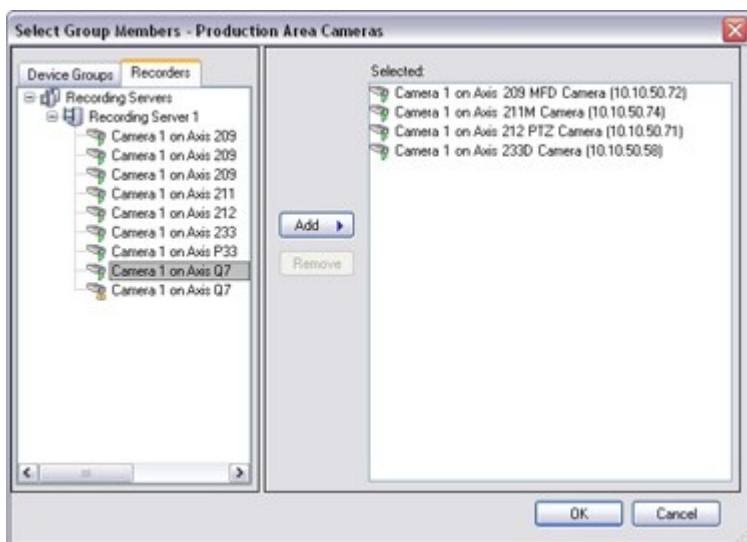 Select Group Members - Production Area Cameras
Device Groups
Recorders
Recording Servers
Recording Server 1
Camera 1 on Axis 209
Camera 1 on Axis 209
Camera 1 on Axis 209
Camera 1 on Axis 211
Camera 1 on Axis 212
Camera 1 on Axis 233
Camera 1 on Axis P33
Camera 1 on Axis Q7
Camera 1 on Axis Q7
Add
Remove
Selected:
Camera 1 on Axis 209 MFD Camera (10.10.50.72)
Camera 1 on Axis 211M Camera (10.10.50.74)
Camera 1 on Axis 212 PTZ Camera (10.10.50.71)
Camera 1 on Axis 233D Camera (10.10.50.58)
OK
Cancel